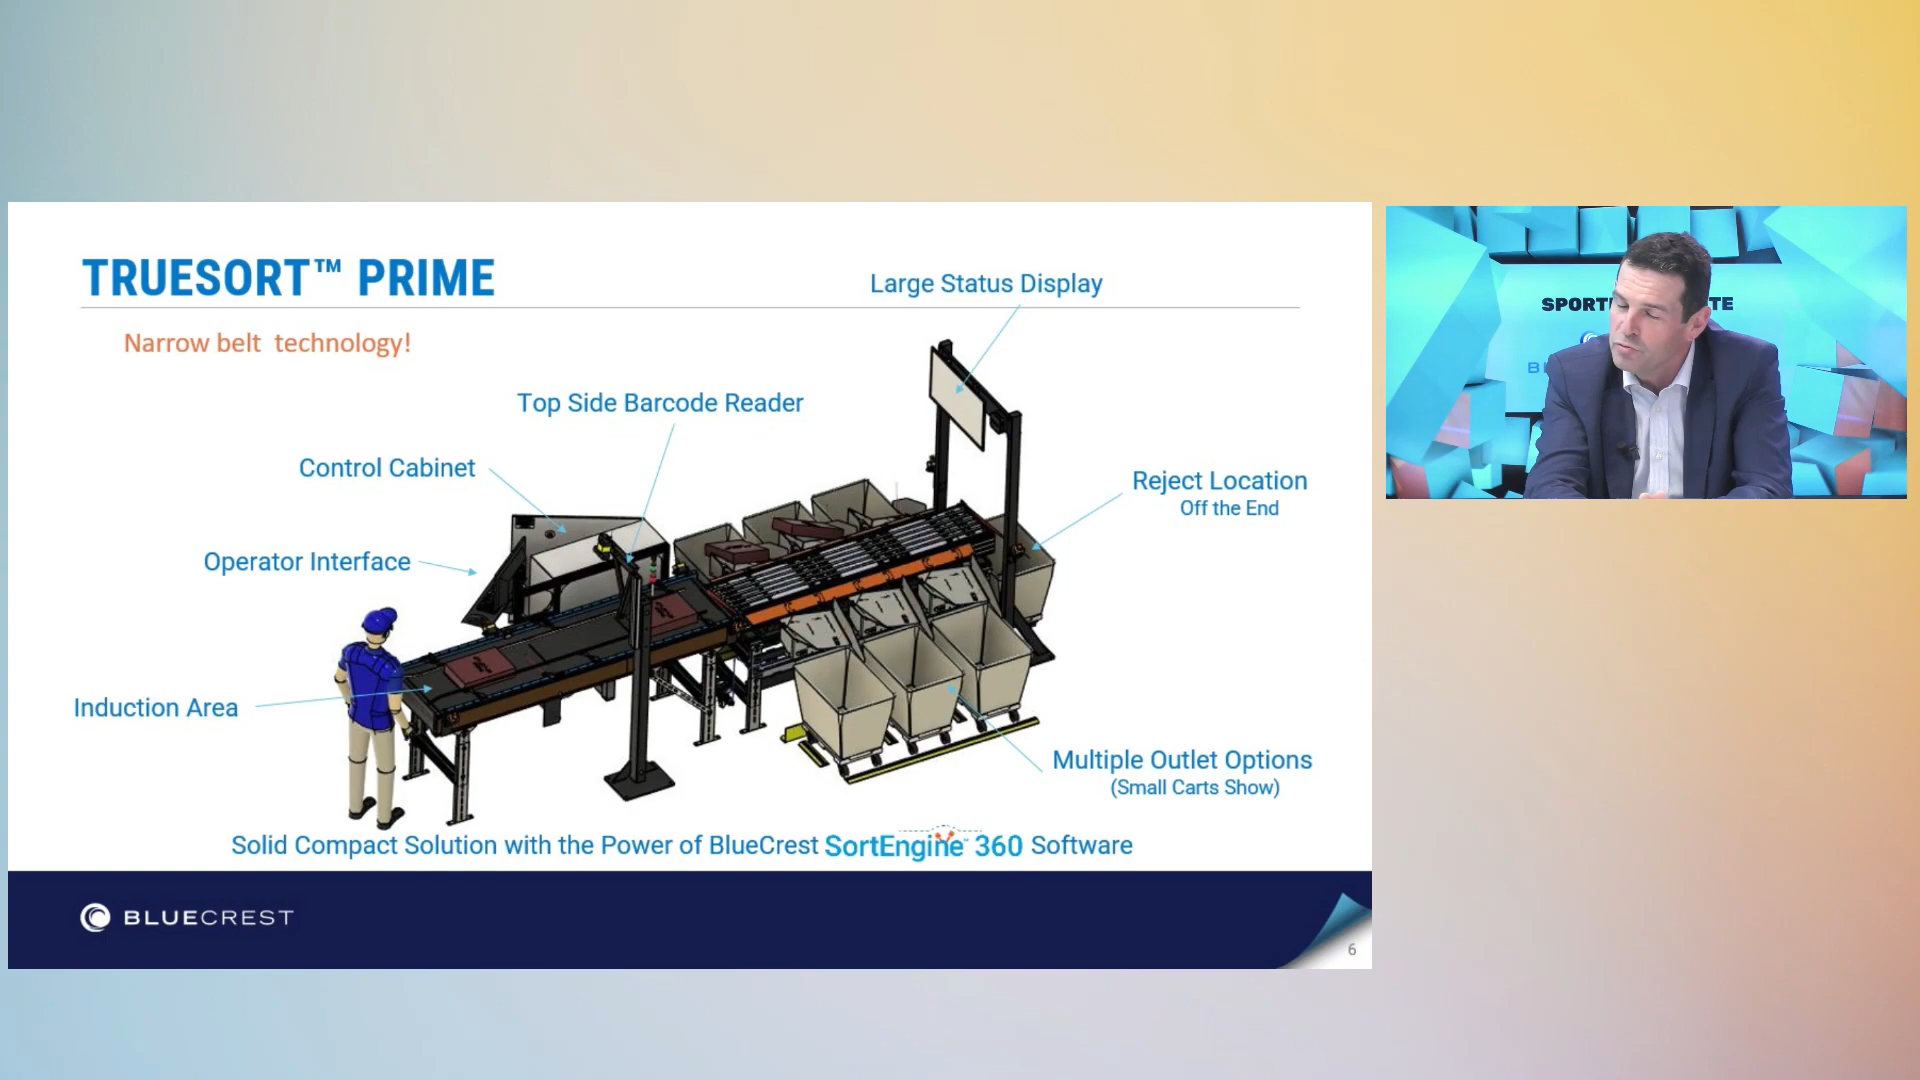 TRUESORT™ PRIME
Narrow belt technology!
Large Status Display
Top Side Barcode Reader
Control Cabinet
Reject Location
Off the End
Operator Interface
Induction Area
Multiple Outlet Options
(Small Carts Show)
Solid Compact Solution with the Power of BlueCrest SortEngine 360 Software
BLUECREST
6
SPORT
TE
B